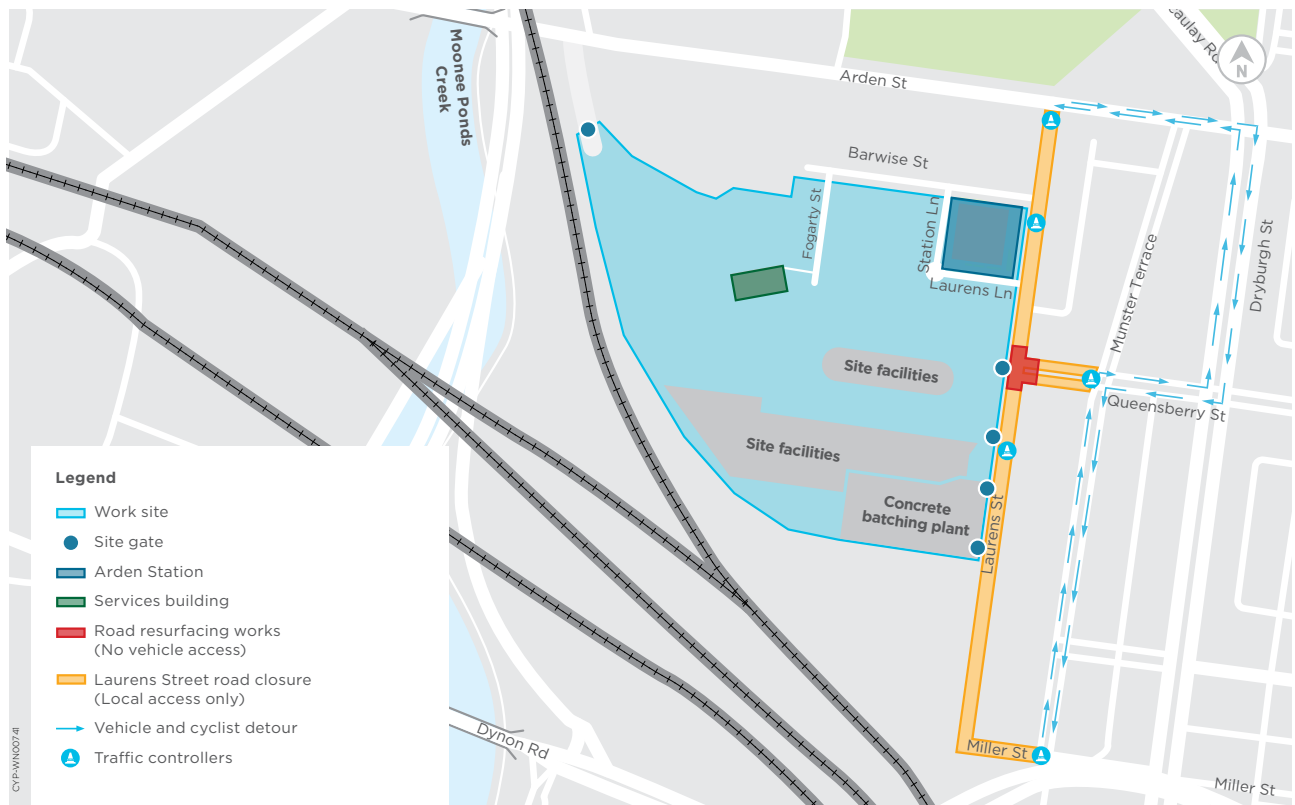 Moonee Ponds
Creek
Arden St
caulay Rd
N
Barwise St
Fogarty St
Station Ln
Laurens Ln
Munster Terrace
Dryburgh St
Site facilities
Queensberry St
Site facilities
Concrete
batching plant
Laurens St
Miller St
Miller St
Dynon Rd
Legend
Work site
Site gate
Arden Station
Services building
Road resurfacing works
(No vehicle access)
Laurens Street road closure
(Local access only)
Vehicle and cyclist detour
Traffic controllers
CYP-WN00741